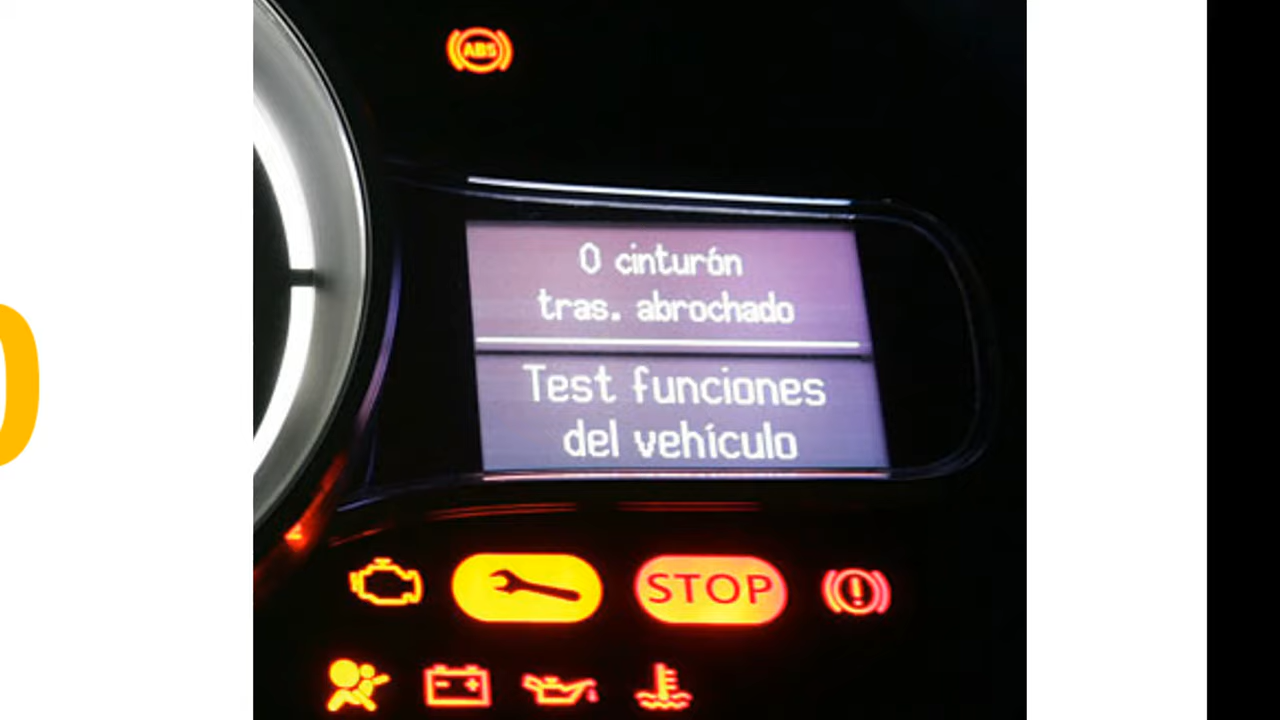 ABS
0 cinturón
tras. abrochado
Test funciones
del vehículo
STOP